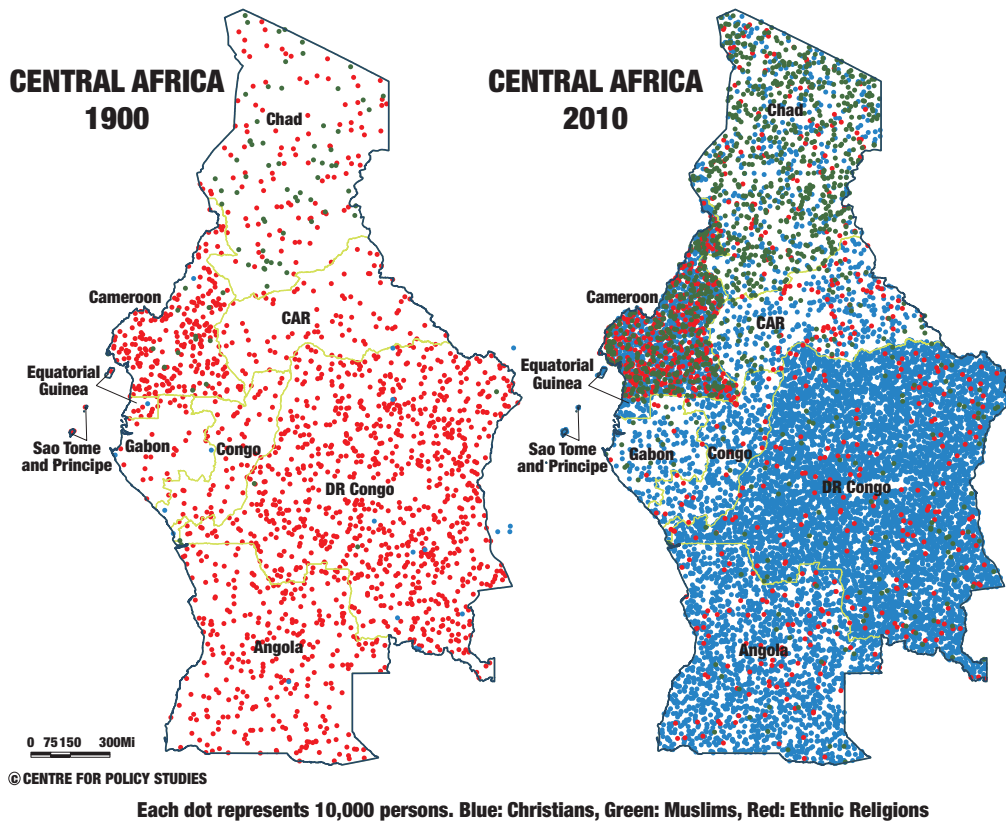 CENTRAL AFRICA
1900
Chad
Cameroon
CAR
Equatorial
Guinea
Sao Tome
and Principe
Gabon
Congo
DR Congo
Angola
0 75 150 300Mi
© CENTRE FOR POLICY STUDIES
CENTRAL AFRICA
2010
Chad
Cameroon
CAR
Equatorial
Guinea
Sao Tome
and Principe
Gabon
Congo
DR Congo
Angola
Each dot represents 10,000 persons. Blue: Christians, Green: Muslims, Red: Ethnic Religions